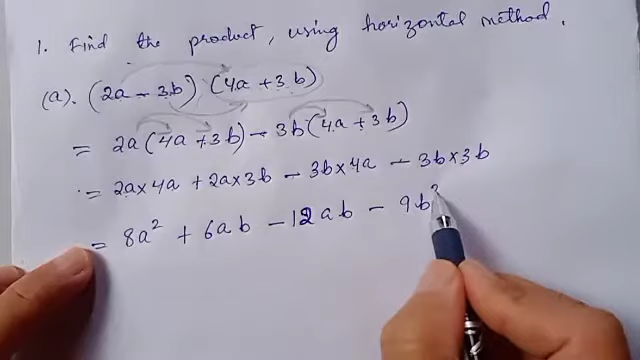 1. Find the product, using horizontal method.
(a). (2a - 3b) (4a + 3b)
= 2a(4a + 3b) - 3b(4a + 3b)
= 2a×4a + 2a×3b - 3b×4a - 3b×3b
= 8a² + 6ab - 12ab - 9b²